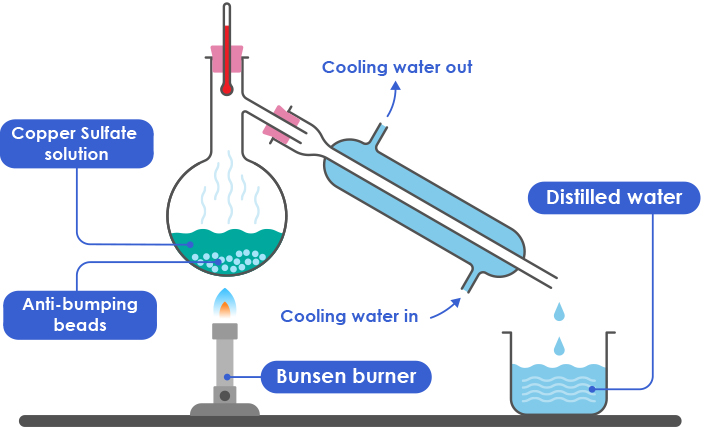 Cooling water out
Copper Sulfate
solution
Distilled water
Anti-bumping
beads
Cooling water in
Bunsen burner